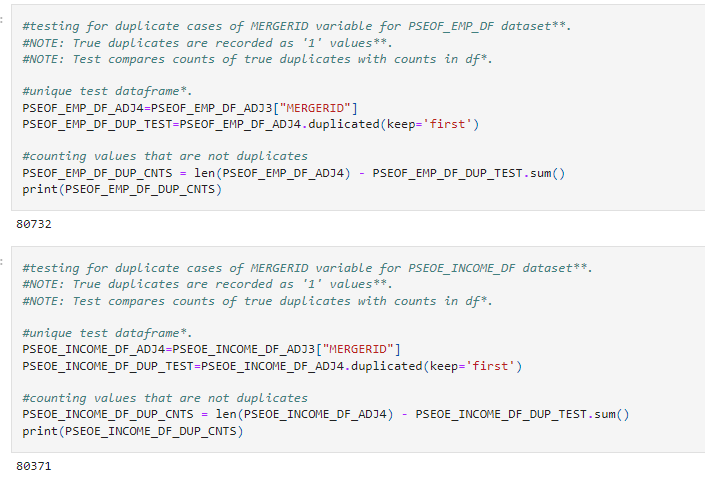 #testing for duplicate cases of MERGERID variable for PSEOF_EMP_DF dataset**.
#NOTE: True duplicates are recorded as '1' values**.
#NOTE: Test compares counts of true duplicates with counts in df*.
#unique test dataframe*.
PSEOF_EMP_DF_ADJ4=PSEOF_EMP_DF_ADJ3["MERGERID"]
PSEOF_EMP_DF_DUP_TEST=PSEOF_EMP_DF_ADJ4.duplicated(keep='first')
#counting values that are not duplicates
PSEOF_EMP_DF_DUP_CNTS = len(PSEOF_EMP_DF_ADJ4) - PSEOF_EMP_DF_DUP_TEST.sum()
print(PSEOF_EMP_DF_DUP_CNTS)
80732
#testing for duplicate cases of MERGERID variable for PSEOE_INCOME_DF dataset**.
#NOTE: True duplicates are recorded as '1' values**.
#NOTE: Test compares counts of true duplicates with counts in df*.
#unique test dataframe*.
PSEOE_INCOME_DF_ADJ4=PSEOE_INCOME_DF_ADJ3["MERGERID"]
PSEOE_INCOME_DF_DUP_TEST=PSEOE_INCOME_DF_ADJ4.duplicated(keep='first')
#counting values that are not duplicates
PSEOE_INCOME_DF_DUP_CNTS = len(PSEOE_INCOME_DF_ADJ4) - PSEOE_INCOME_DF_DUP_TEST.sum()
print(PSEOE_INCOME_DF_DUP_CNTS)
80371